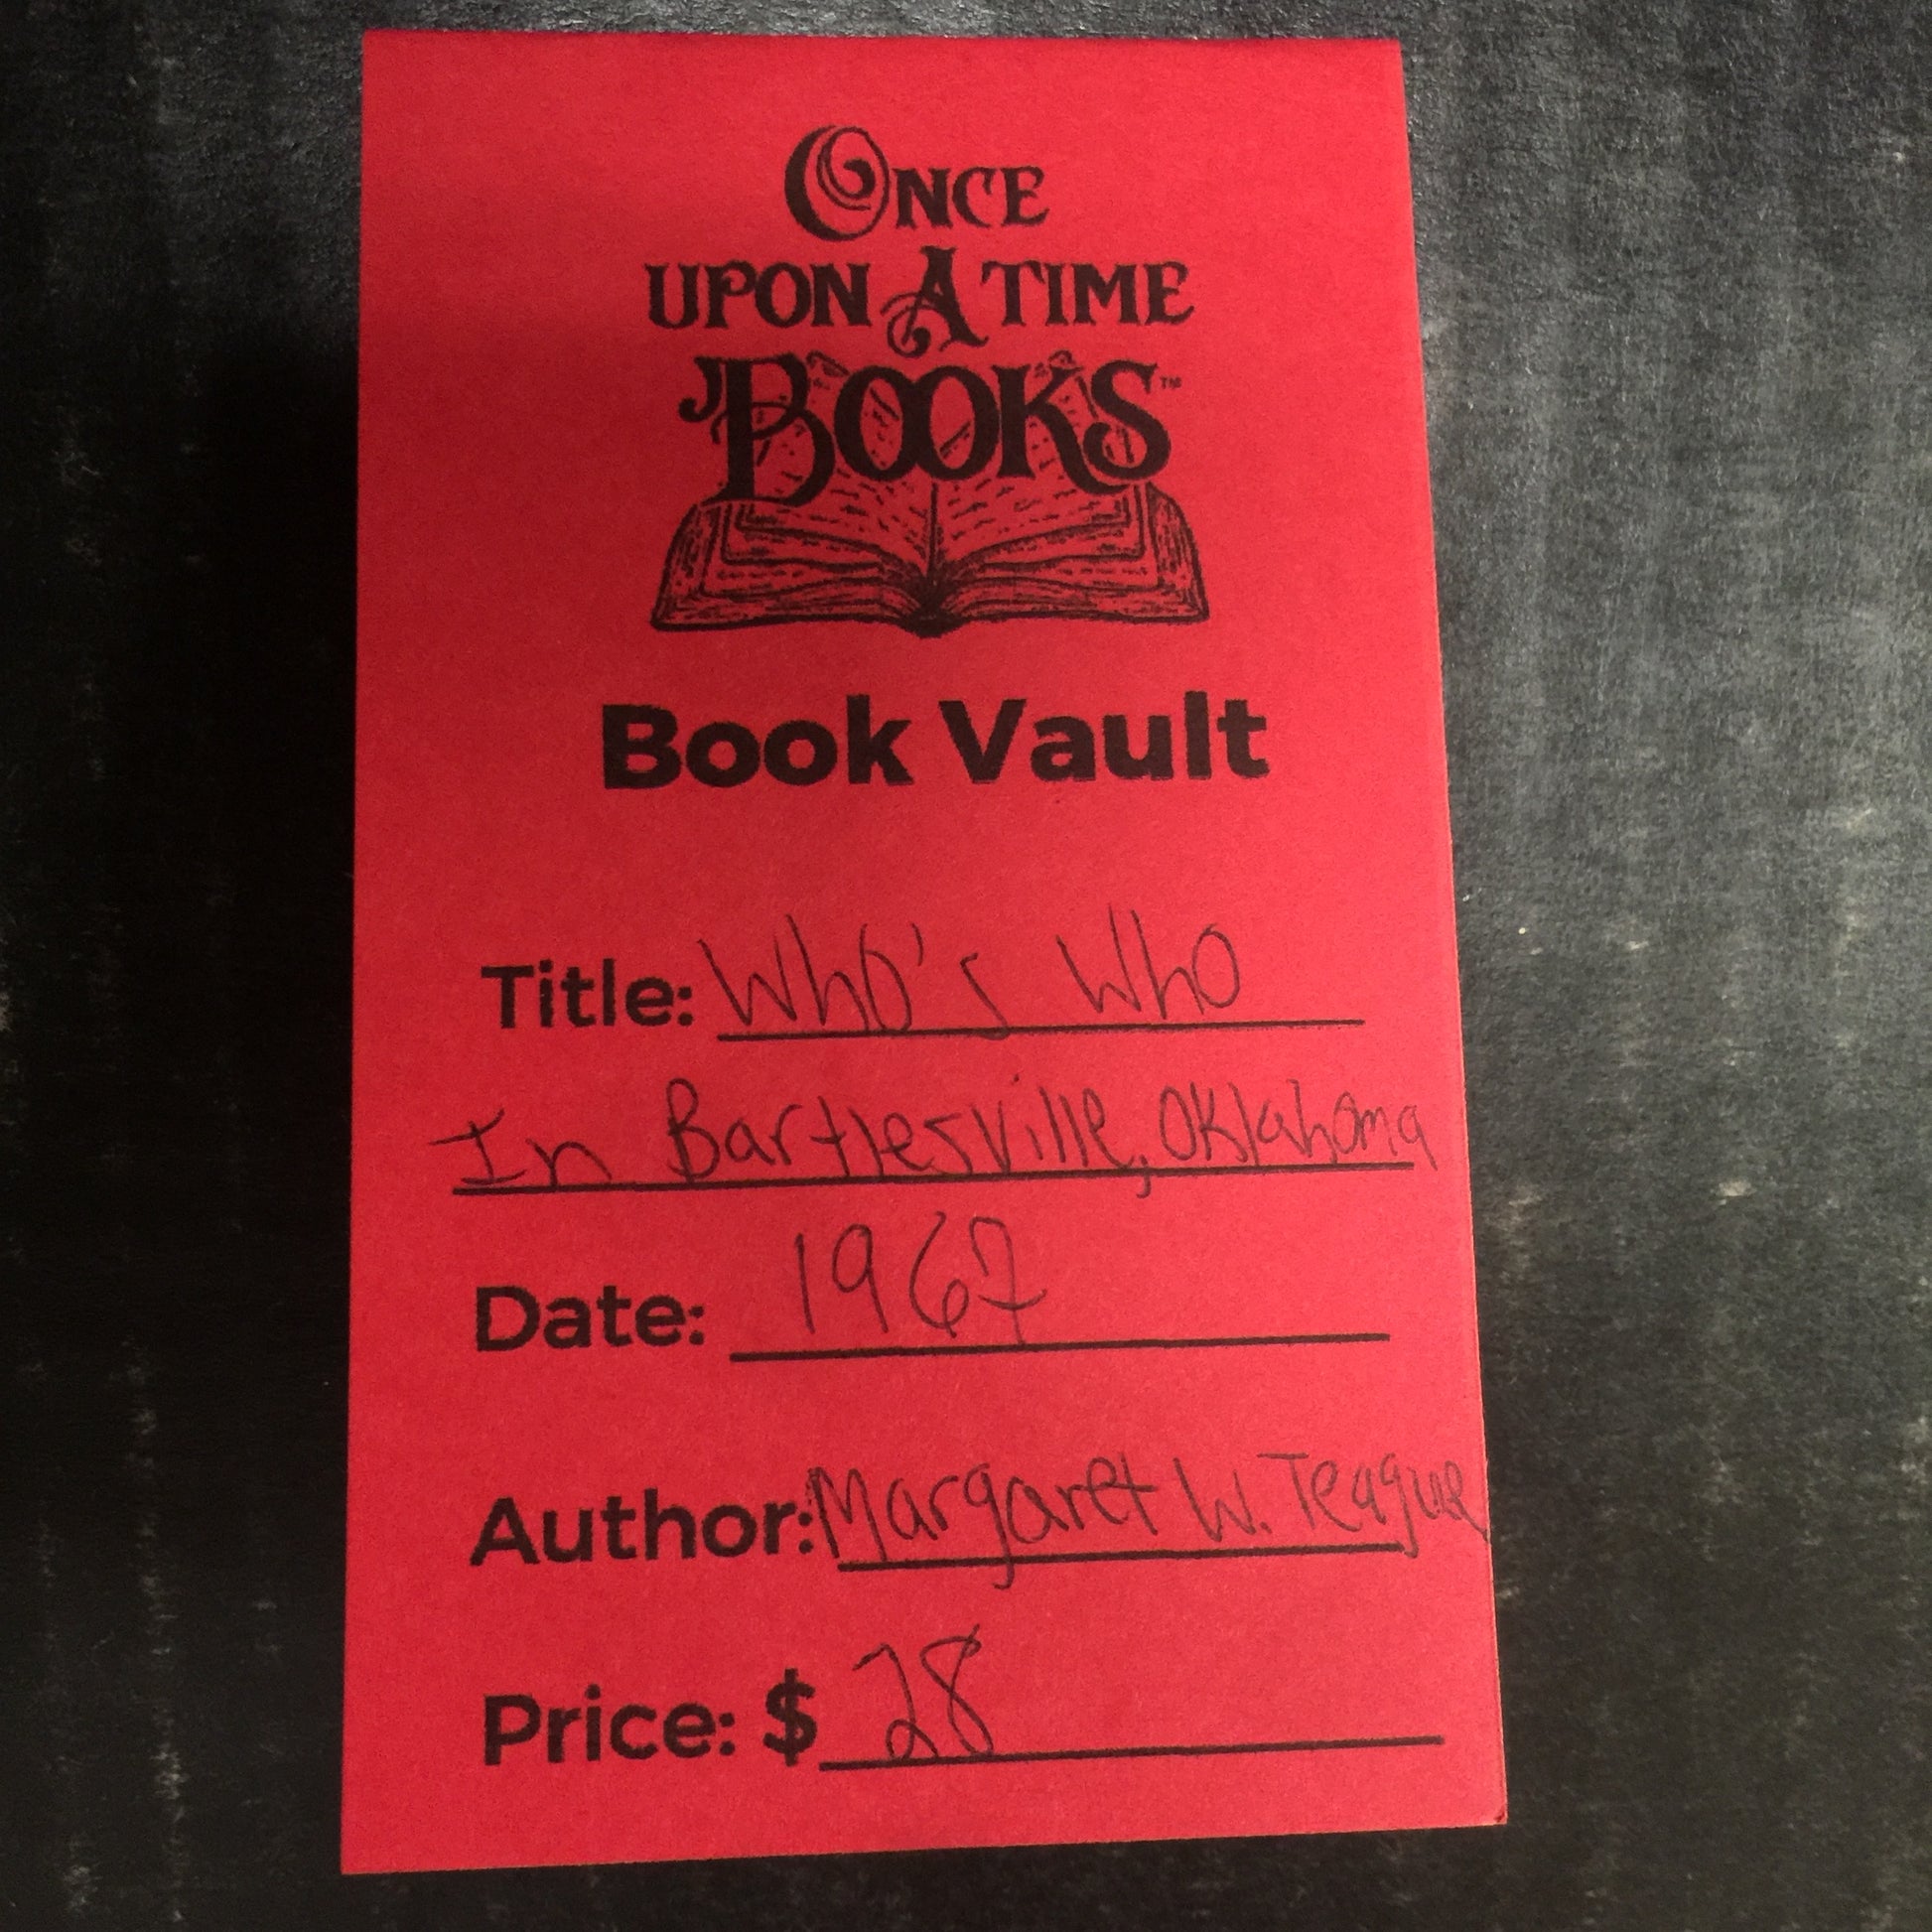 ONCE
UPON A TIME
BOOKS™
Book Vault
Title: Who's Who
In Bartlesville, Oklahoma
Date: 1967
Author: Margaret W. Teague
Price: $ 28